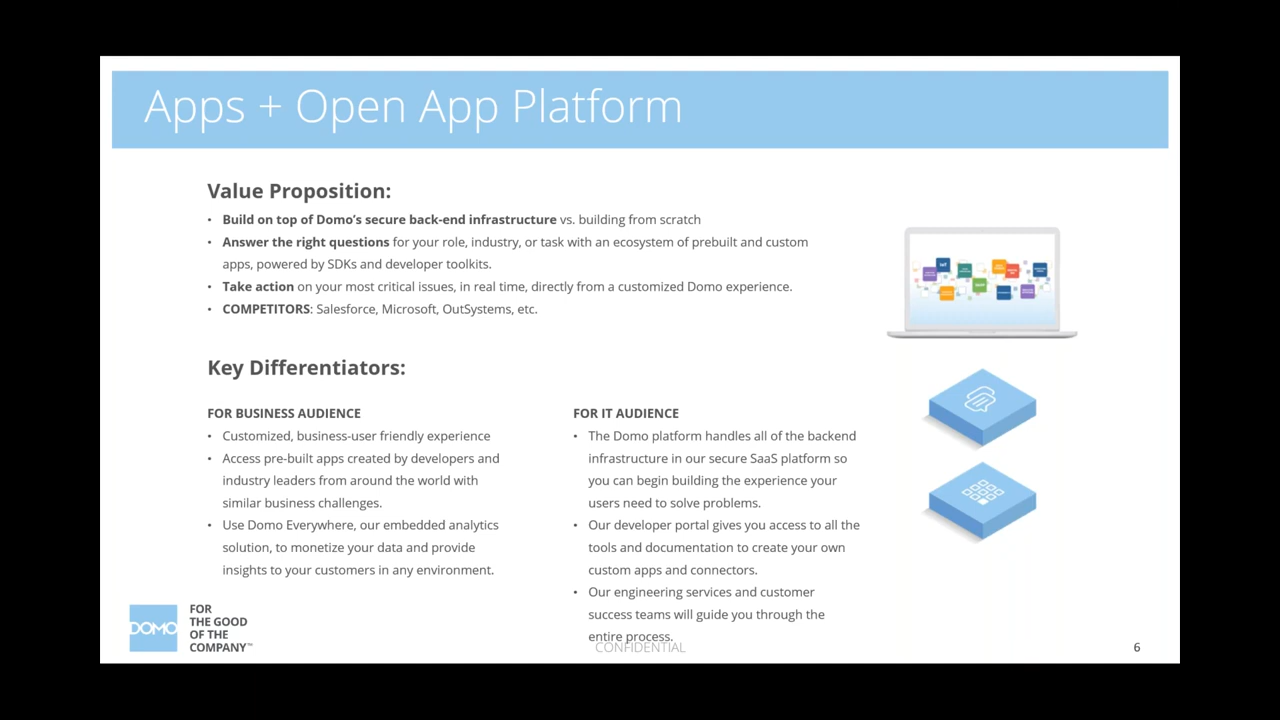 Apps + Open App Platform
Value Proposition:
• Build on top of Domo’s secure back-end infrastructure vs. building from scratch
• Answer the right questions for your role, industry, or task with an ecosystem of prebuilt and custom
apps, powered by SDKs and developer toolkits.
• Take action on your most critical issues, in real time, directly from a customized Domo experience.
• COMPETITORS: Salesforce, Microsoft, OutSystems, etc.
Key Differentiators:
FOR BUSINESS AUDIENCE
• Customized, business-user friendly experience
• Access pre-built apps created by developers and
industry leaders from around the world with
similar business challenges.
• Use Domo Everywhere, our embedded analytics
solution, to monetize your data and provide
insights to your customers in any environment.
FOR IT AUDIENCE
• The Domo platform handles all of the backend
infrastructure in our secure SaaS platform so
you can begin building the experience your
users need to solve problems.
• Our developer portal gives you access to all the
tools and documentation to create your own
custom apps and connectors.
• Our engineering services and customer
success teams will guide you through the
entire process.
DOMO
FOR
THE GOOD
OF THE
COMPANY™
CONFIDENTIAL
6